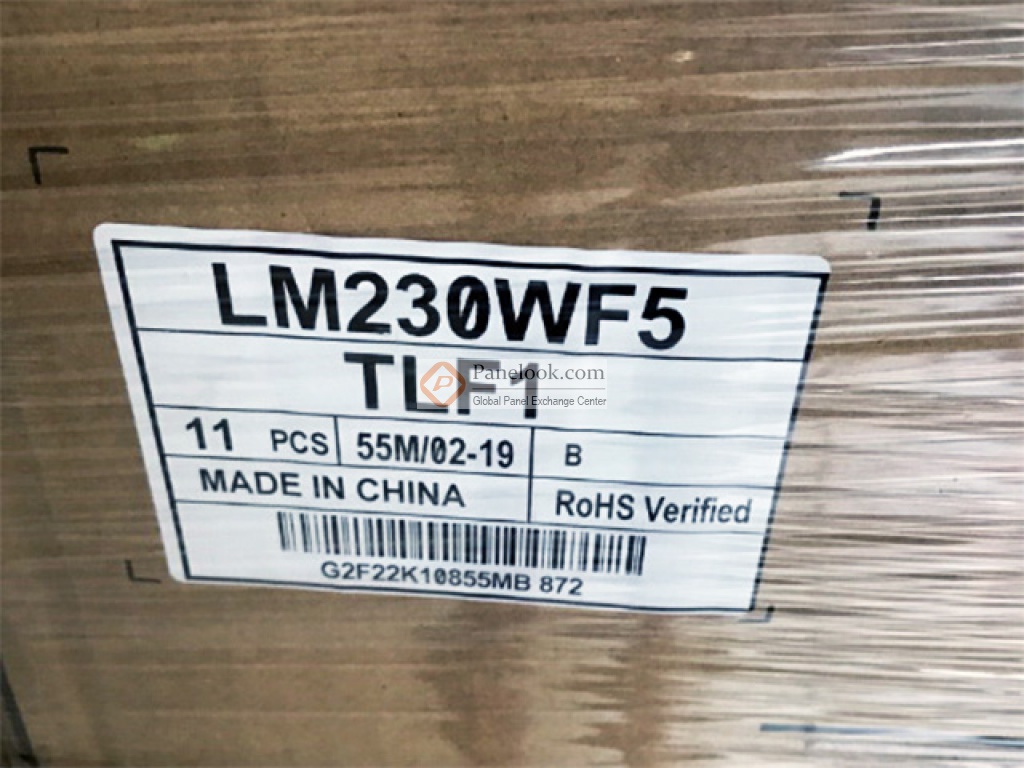 LM230WF5
TLF1
Panelook.com
Global Panel Exchange Center
11 PCS 55M/02-19 B
MADE IN CHINA RoHS Verified
G2F22K10855MB 872